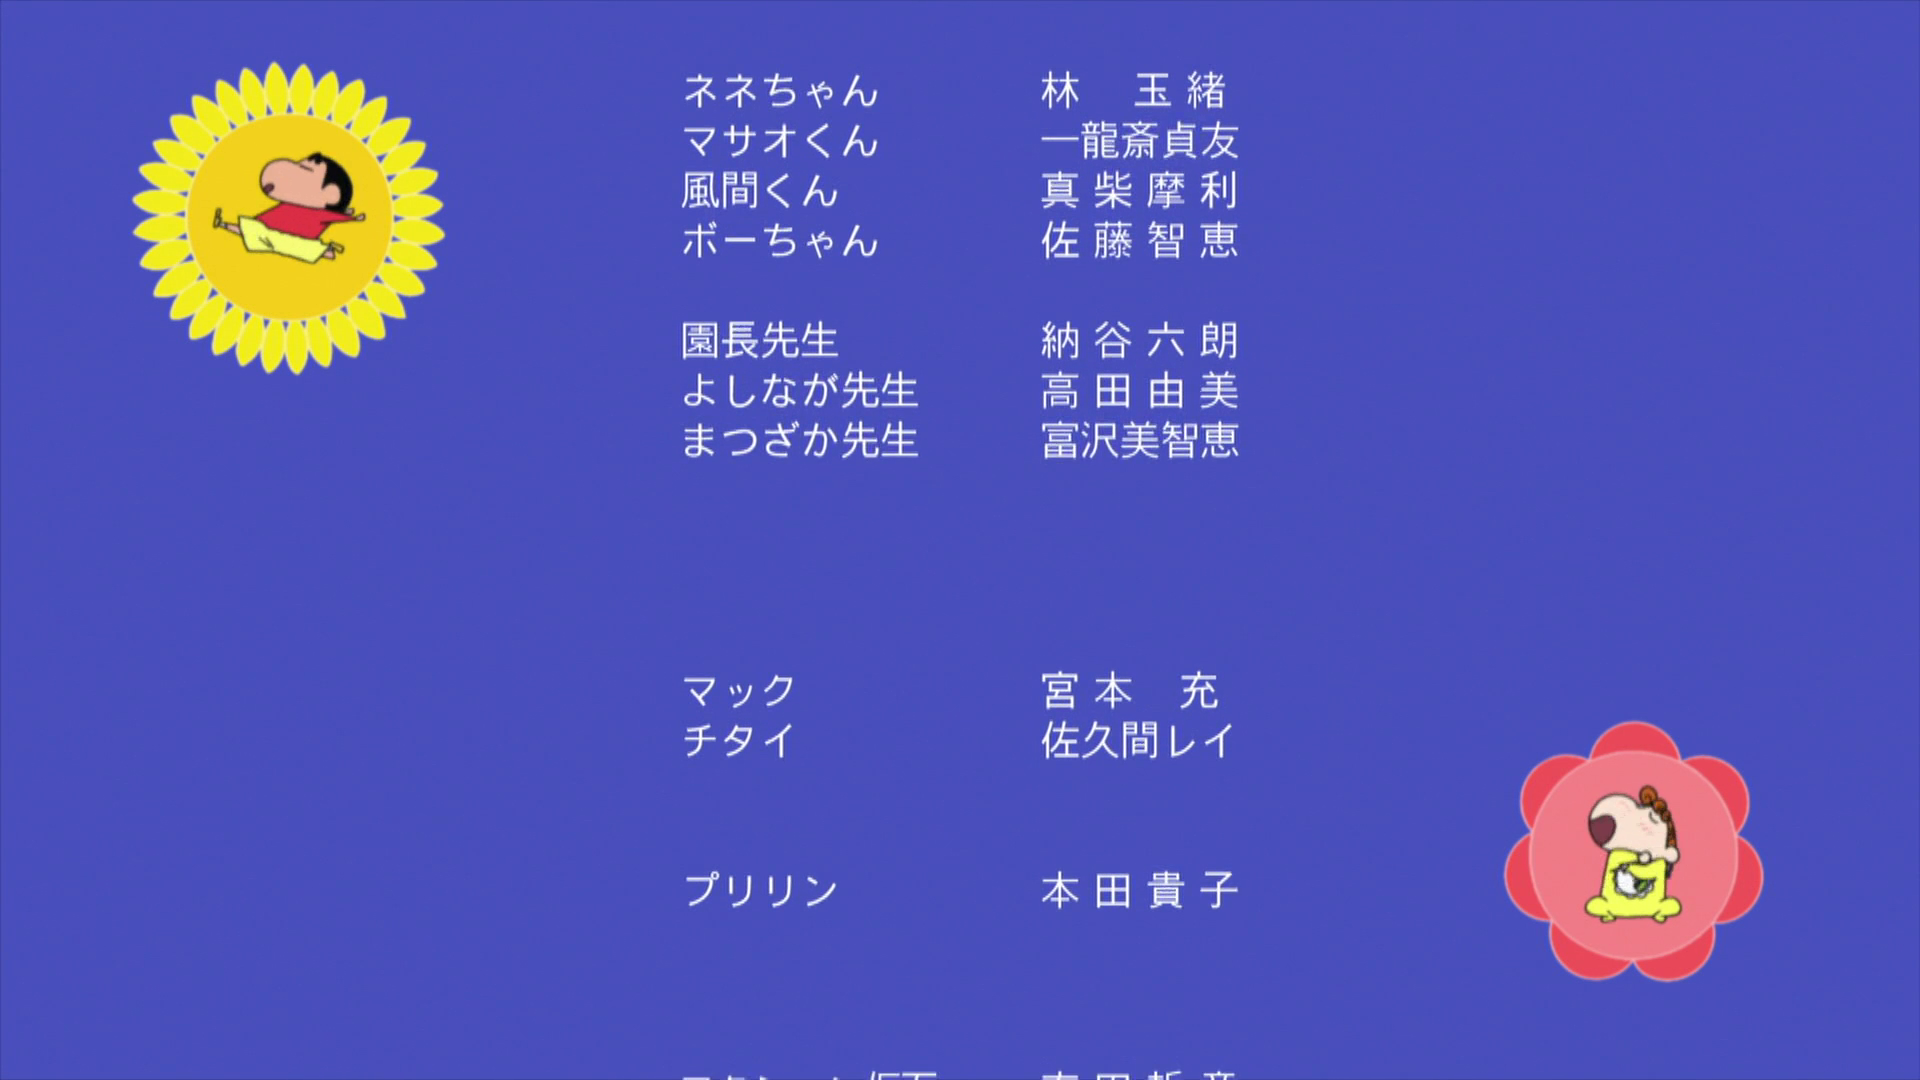 ネネちゃん 林 玉緒
マサオくん 一龍斎貞友
風間くん 真柴摩利
ボーちゃん 佐藤智恵
園長先生 納谷六朗
よしなが先生 高田由美
まつざか先生 富沢美智恵
マック 宮本 充
チタイ 佐久間レイ
プリリン 本田貴子